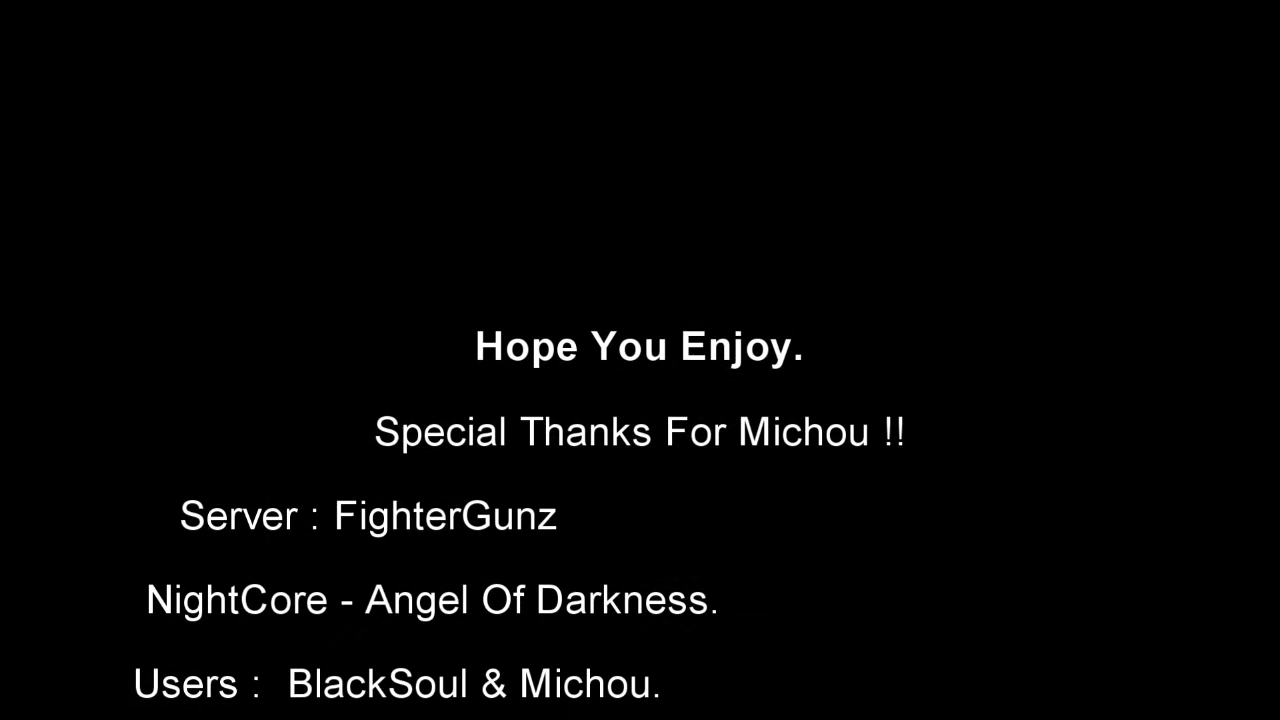 Hope You Enjoy.
Special Thanks For Michou !!
Server : FighterGunz
NightCore - Angel Of Darkness.
Users :  BlackSoul & Michou.